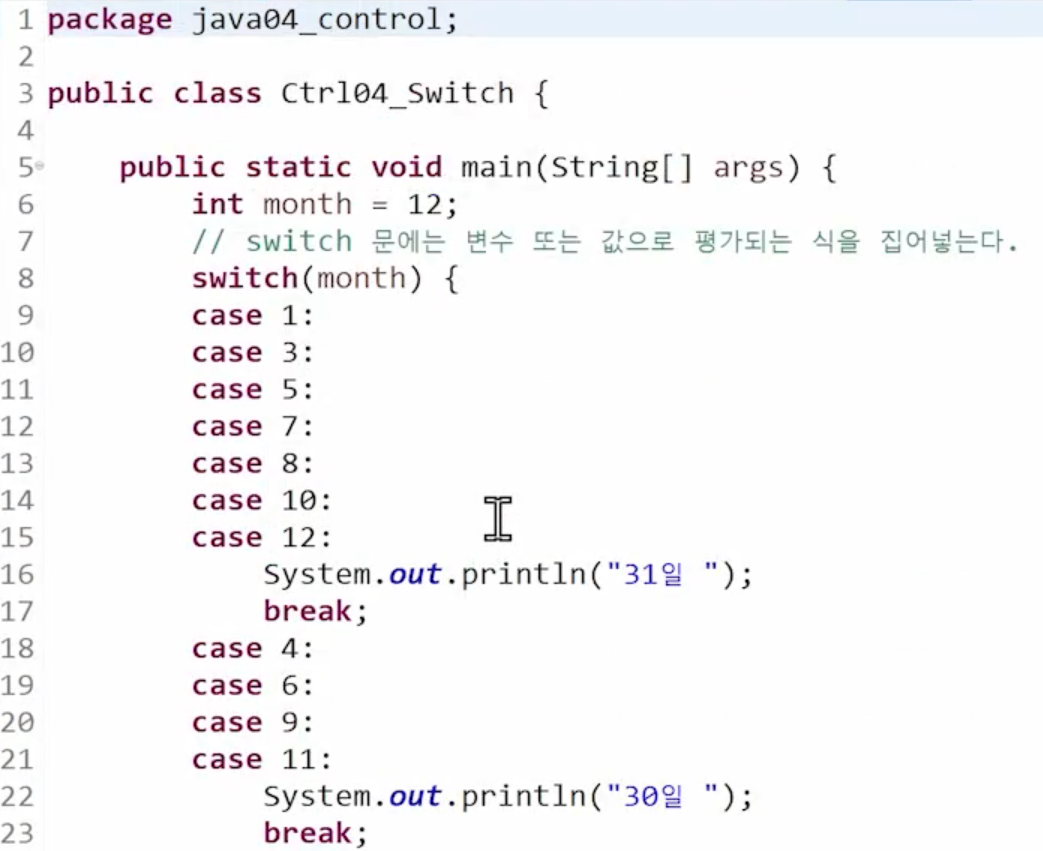 1 package java04_control;
2
3 public class Ctrl04_Switch {
4
5 public static void main(String[] args) {
6 int month = 12;
7 // switch 문에는 변수 또는 값으로 평가되는 식을 집어넣는다.
8 switch(month) {
9 case 1:
10 case 3:
11 case 5:
12 case 7:
13 case 8:
14 case 10:
15 case 12:
16 System.out.println("31일 ");
17 break;
18 case 4:
19 case 6:
20 case 9:
21 case 11:
22 System.out.println("30일 ");
23 break;